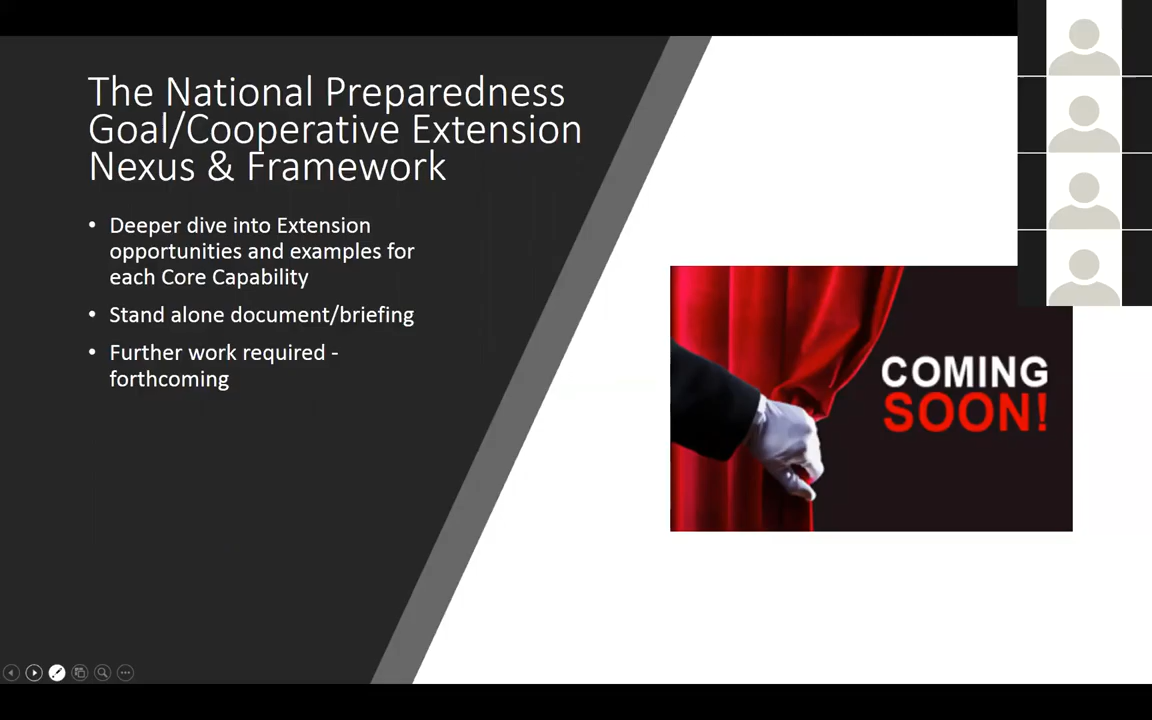 The National Preparedness
Goal/Cooperative Extension
Nexus & Framework
• Deeper dive into Extension
opportunities and examples for
each Core Capability
• Stand alone document/briefing
• Further work required -
forthcoming
COMING
SOON!